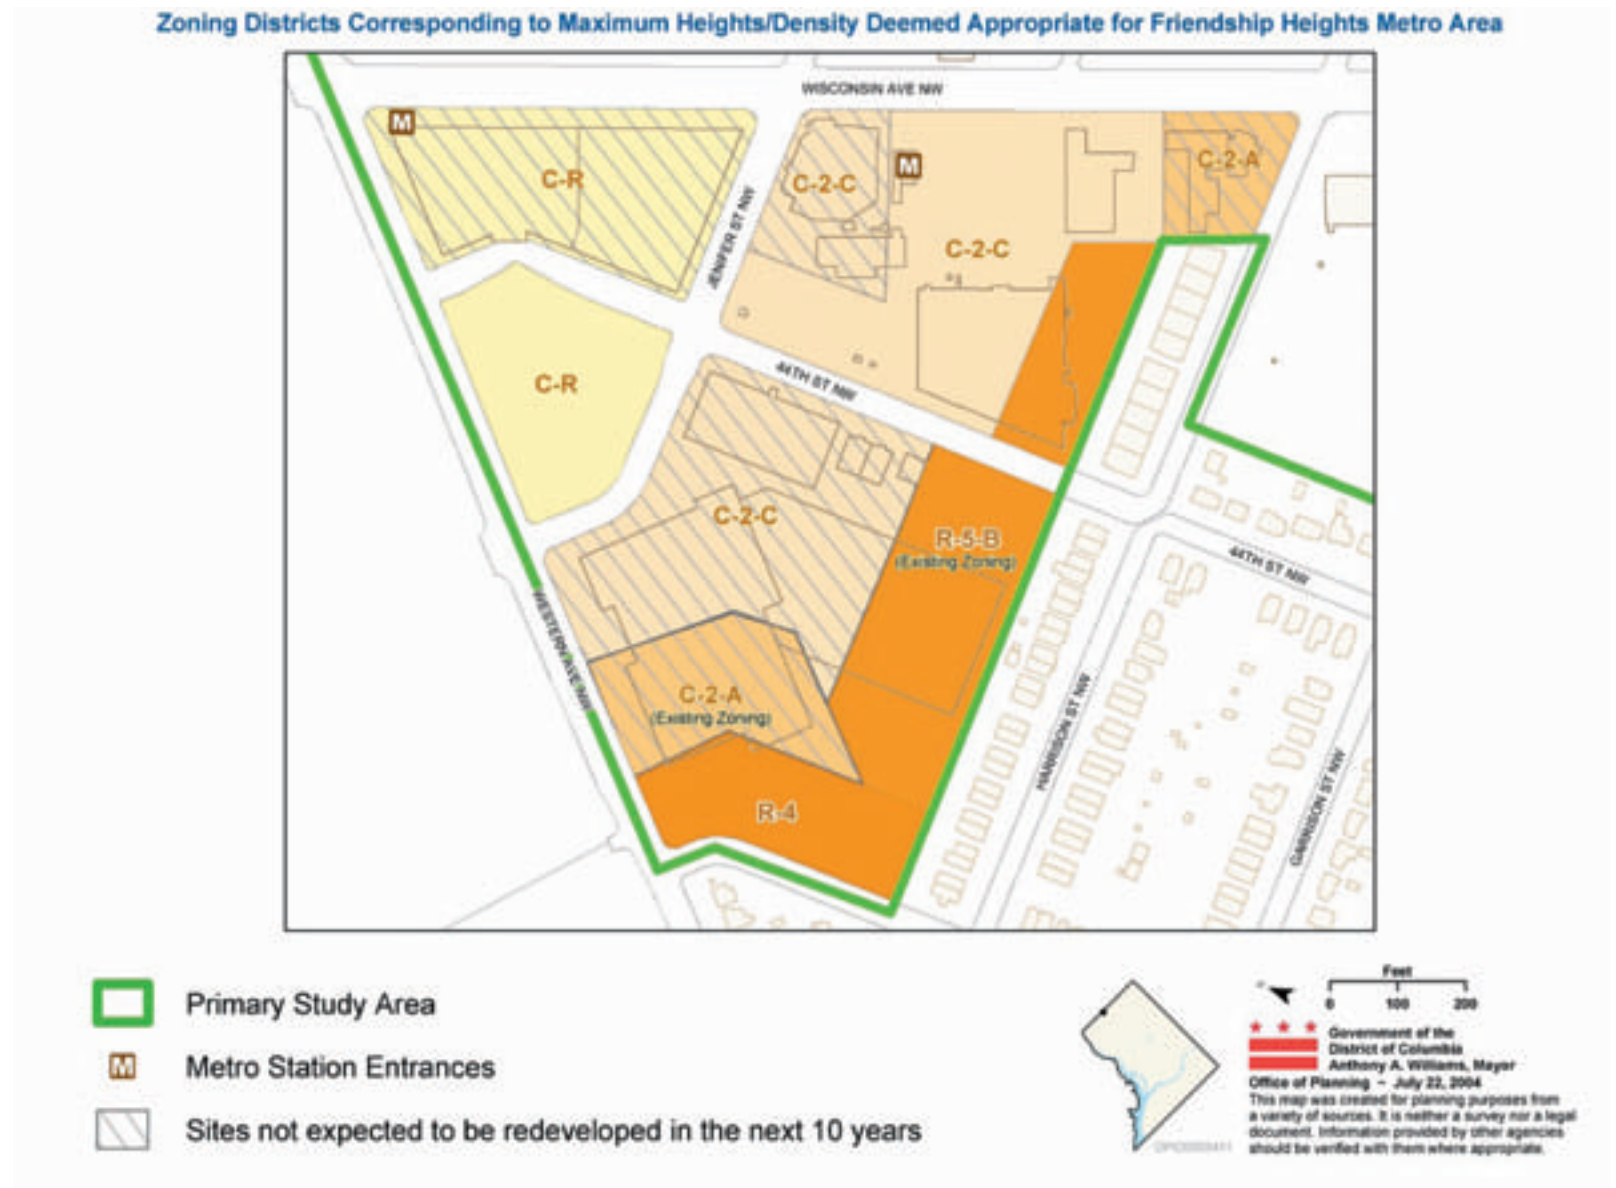 Zoning Districts Corresponding to Maximum Heights/Density Deemed Appropriate for Friendship Heights Metro Area
WISCONSIN AVE NW
M
C-R
JENIFER ST NW
C-2-C
M
C-2-C
C-2-A
C-R
44TH ST NW
C-2-C
R-5-B
(Existing Zoning)
44TH ST NW
WESTERN AVE NW
C-2-A
(Existing Zoning)
HARRISON ST NW
GARRISON ST NW
R-4
Primary Study Area
M
Metro Station Entrances
Sites not expected to be redeveloped in the next 10 years
Feet
0 100 200
Government of the
District of Columbia
Anthony A. Williams, Mayor
Office of Planning ~ July 22, 2004
This map was created for planning purposes from
a variety of sources. It is neither a survey nor a legal
document. Information provided by other agencies
should be verified with them where appropriate.